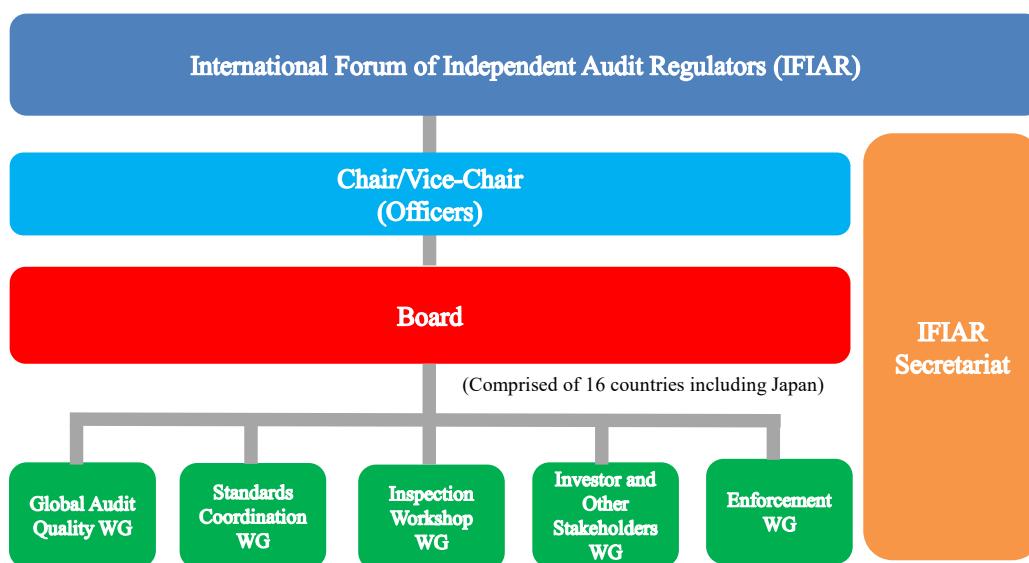 International Forum of Independent Audit Regulators (IFIAR)
Chair/Vice-Chair
(Officers)
Board
IFIAR
Secretariat
(Comprised of 16 countries including Japan)
Global Audit
Quality WG
Standards
Coordination
WG
Inspection
Workshop
WG
Investor and
Other
Stakeholders
WG
Enforcement
WG